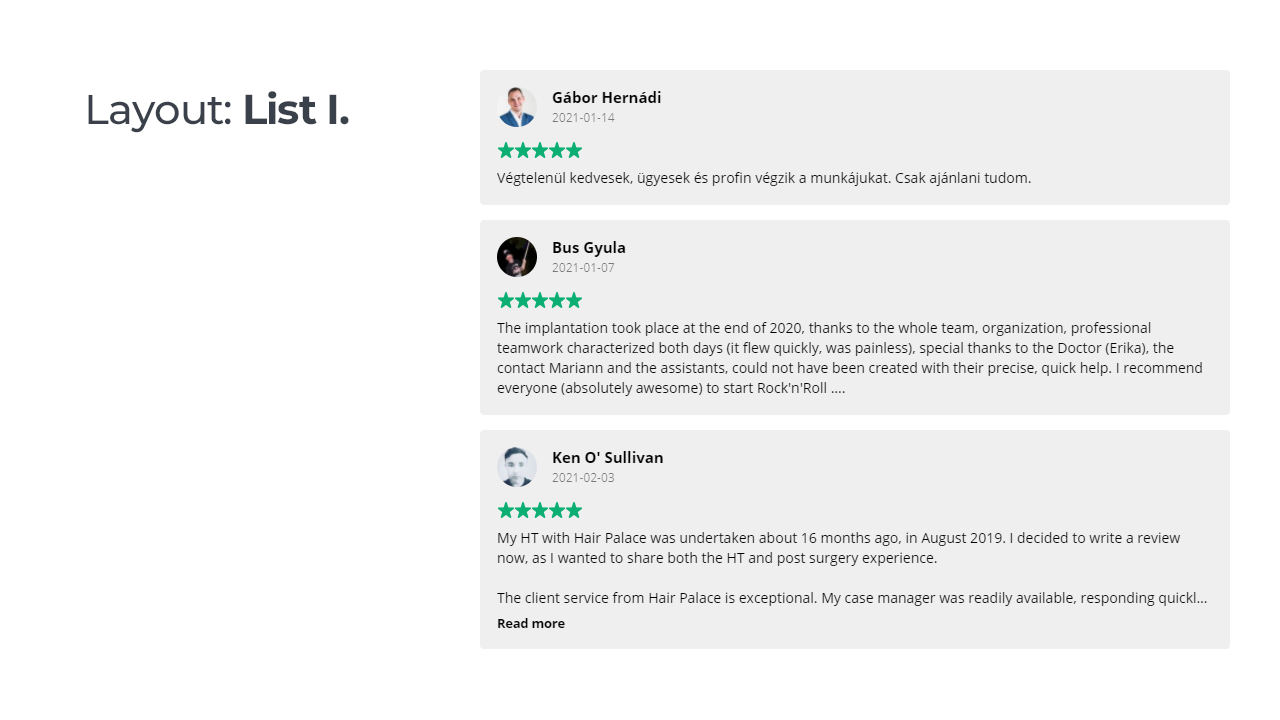 Layout: List I.
Gábor Hernádi
2021-01-14
Végtelenül kedvesek, ügyesek és profin végzik a munkájukat. Csak ajánlani tudom.
Bus Gyula
2021-01-07
The implantation took place at the end of 2020, thanks to the whole team, organization, professional
teamwork characterized both days (it flew quickly, was painless), special thanks to the Doctor (Erika), the
contact Mariann and the assistants, could not have been created with their precise, quick help. I recommend
everyone (absolutely awesome) to start Rock'n'Roll ....
Ken O' Sullivan
2021-02-03
My HT with Hair Palace was undertaken about 16 months ago, in August 2019. I decided to write a review
now, as I wanted to share both the HT and post surgery experience.
The client service from Hair Palace is exceptional. My case manager was readily available, responding quickl...
Read more